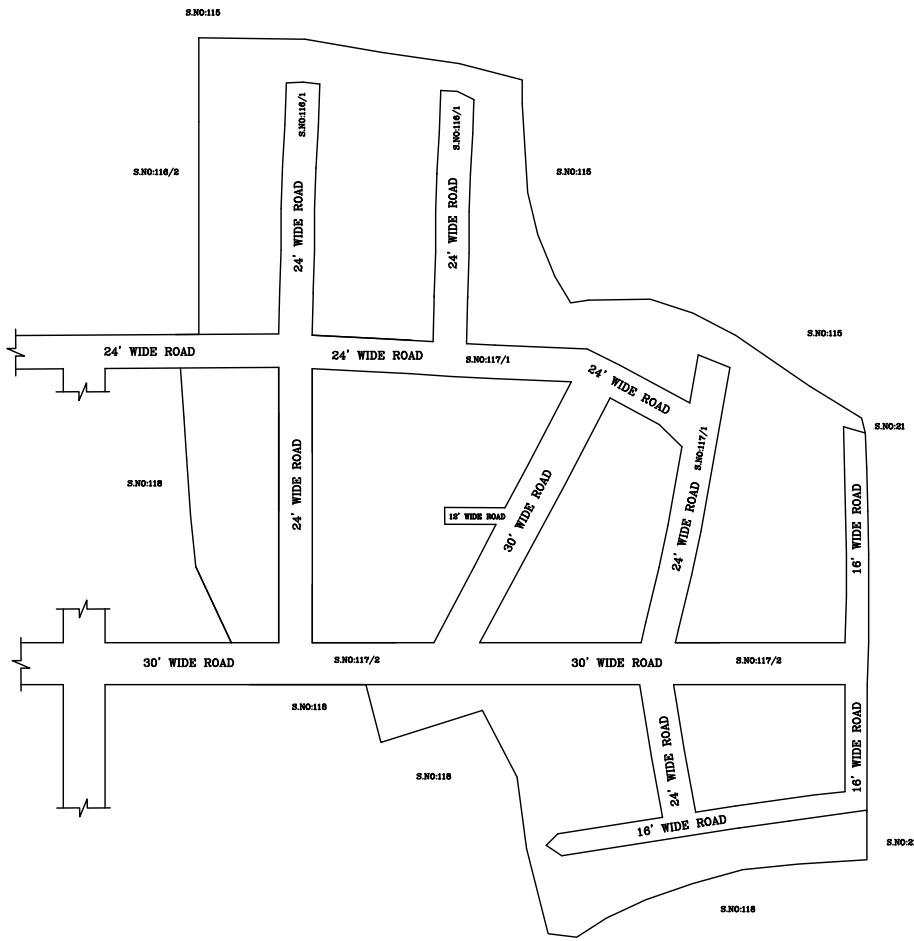 S.NO:115
S.NO:116/1
S.NO:116/1
S.NO:116/2
S.NO:115
24' WIDE ROAD
24' WIDE ROAD
S.NO:115
24' WIDE ROAD
24' WIDE ROAD
S.NO:117/1
24' WIDE ROAD
S.NO:21
S.NO:117/1
S.NO:118
24' WIDE ROAD
12' WIDE ROAD
30' WIDE ROAD
24' WIDE ROAD
16' WIDE ROAD
30' WIDE ROAD
S.NO:117/2
30' WIDE ROAD
S.NO:117/2
S.NO:118
S.NO:118
24' WIDE ROAD
16' WIDE ROAD
16' WIDE ROAD
S.NO:2
S.NO:118